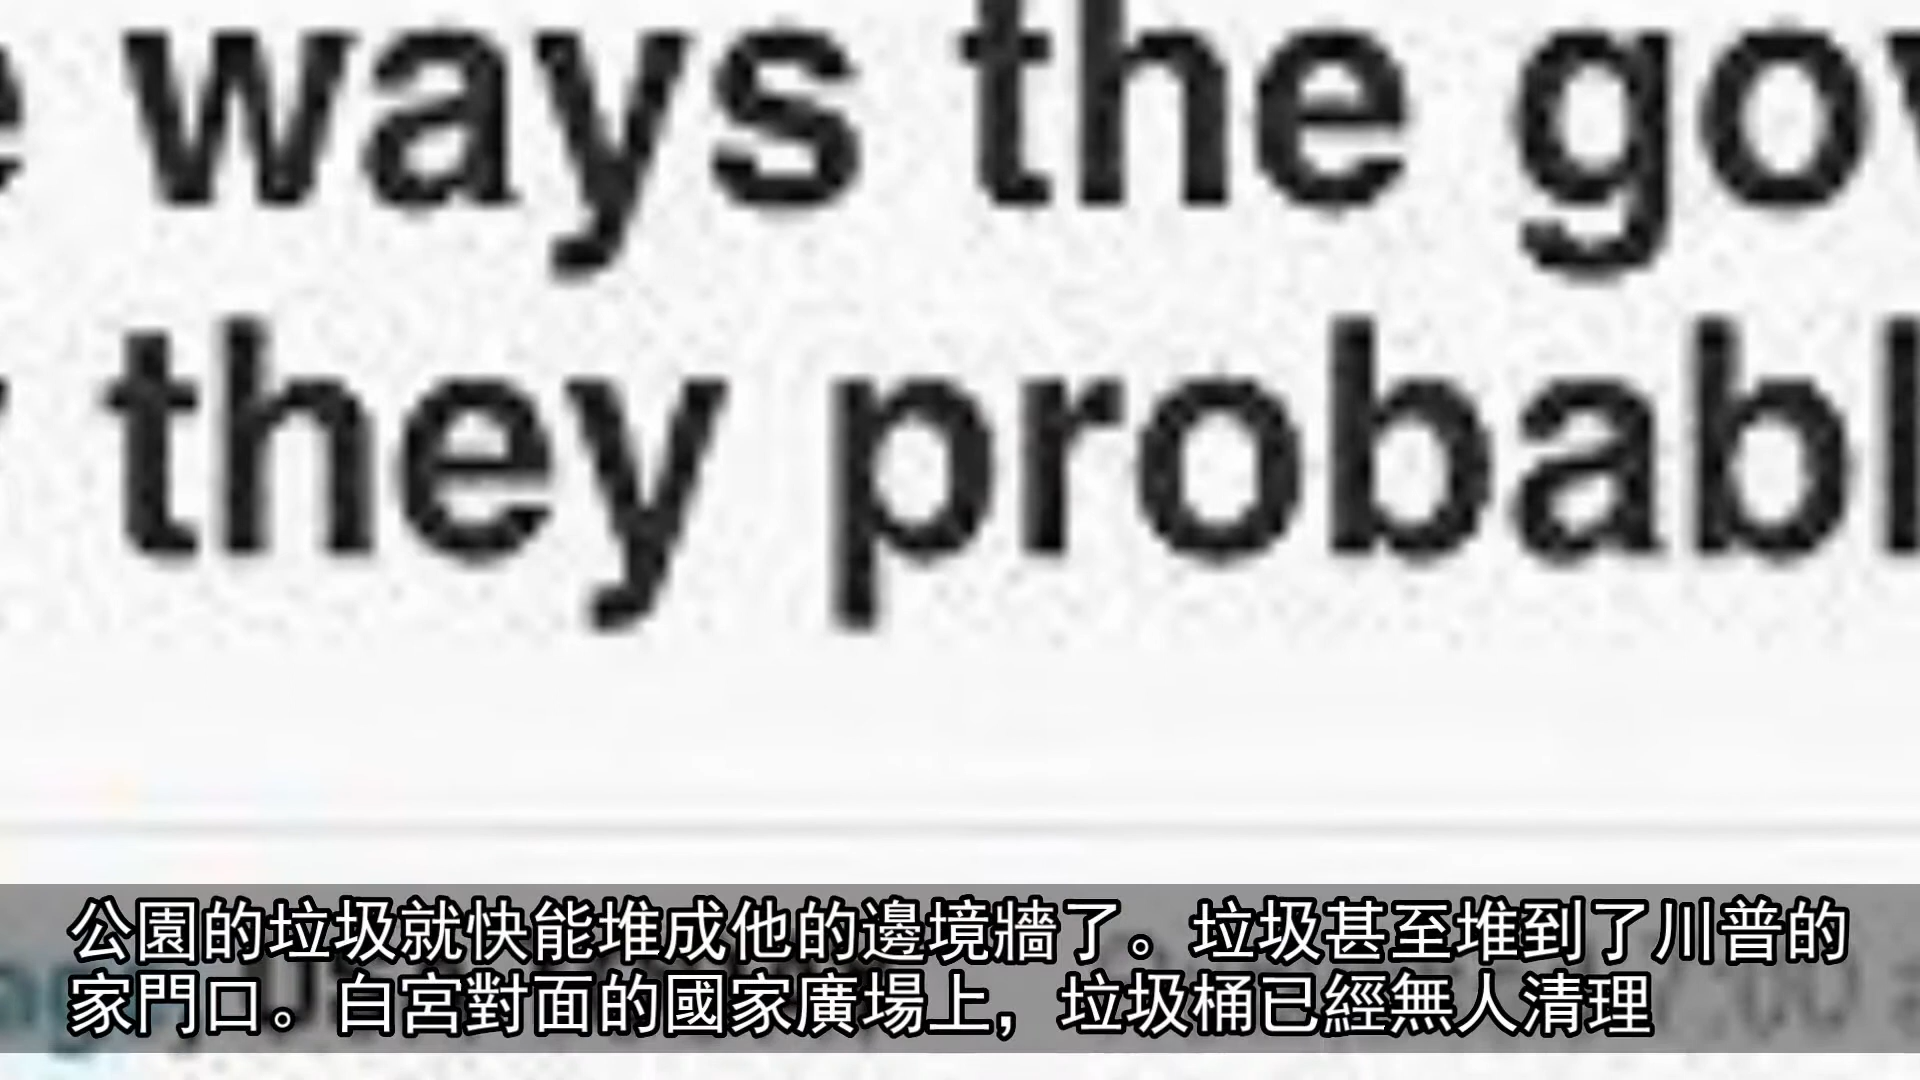 ways the gov
they probabl
公園的垃圾就快能堆成他的邊境牆了。垃圾甚至堆到了川普的
家門口。白宮對面的國家廣場上，垃圾桶已經無人清理